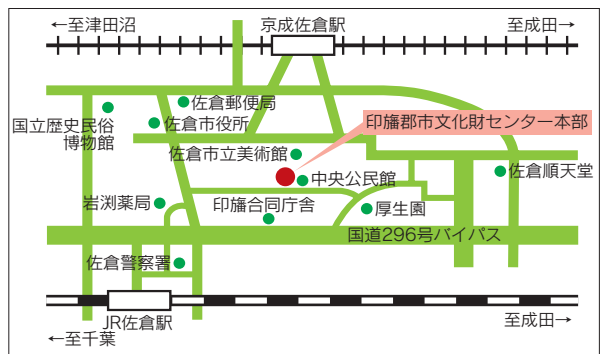 ←至津田沼
京成佐倉駅
至成田→
佐倉郵便局
国立歴史民俗
博物館
佐倉市役所
印旛郡市文化財センター本部
佐倉市立美術館
中央公民館
佐倉順天堂
岩渕薬局
印旛合同庁舎
厚生園
国道296号バイパス
佐倉警察署
JR佐倉駅
至成田→
←至千葉